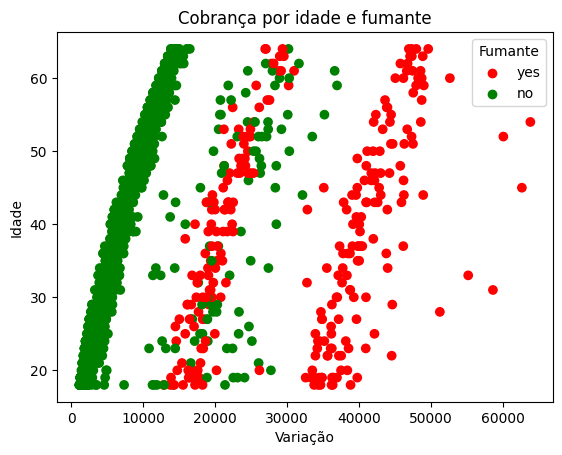 Cobrança por idade e fumante
Fumante
yes
no
60
50
40
30
20
Idade
0 10000 20000 30000 40000 50000 60000
Variação